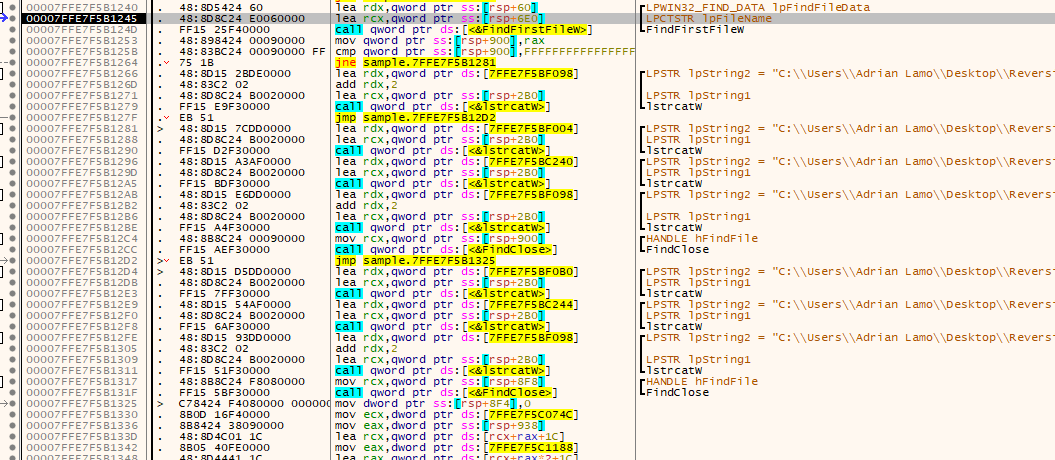 00007FFE7F5B1240 . 48:8D5424 60 lea rdx,qword ptr ss:[rsp+60] LPWIN32_FIND_DATA lpFindFileData
00007FFE7F5B1245 . 48:8D8C24 E0060000 lea rcx,qword ptr ss:[rsp+6E0] LPCTSTR lpFileName
00007FFE7F5B124D . FF15 25F40000 call qword ptr ds:[<&FindFirstFileW>] FindFirstFileW
00007FFE7F5B1253 . 48:898424 00090000 mov qword ptr ss:[rsp+900],rax
00007FFE7F5B125B . 48:83BC24 00090000 FF cmp qword ptr ss:[rsp+900],FFFFFFFFFFFFFFFF
00007FFE7F5B1264 . 75 1B jne sample.7FFE7F5B1281
00007FFE7F5B1266 . 48:8D15 2BDE0000 lea rdx,qword ptr ds:[7FFE7F5BF098] LPSTR lpString2 = "C:\\Users\\Adrian Lamo\\Desktop\\Revers
00007FFE7F5B126D . 48:83C2 02 add rdx,2
00007FFE7F5B1271 . 48:8D8C24 B0020000 lea rcx,qword ptr ss:[rsp+2B0] LPSTR lpString1
00007FFE7F5B1279 . FF15 E9F30000 call qword ptr ds:[<&lstrcatW>] lstrcatW
00007FFE7F5B127F . EB 51 jmp sample.7FFE7F5B12D2
00007FFE7F5B1281 > 48:8D15 7CDD0000 lea rdx,qword ptr ds:[7FFE7F5BF004] LPSTR lpString2 = "C:\\Users\\Adrian Lamo\\Desktop\\Revers
00007FFE7F5B1288 . 48:8D8C24 B0020000 lea rcx,qword ptr ss:[rsp+2B0] LPSTR lpString1
00007FFE7F5B1290 . FF15 D2F30000 call qword ptr ds:[<&lstrcatW>] lstrcatW
00007FFE7F5B1296 . 48:8D15 A3AF0000 lea rdx,qword ptr ds:[7FFE7F5BC240] LPSTR lpString2 = "C:\\Users\\Adrian Lamo\\Desktop\\Revers
00007FFE7F5B129D . 48:8D8C24 B0020000 lea rcx,qword ptr ss:[rsp+2B0] LPSTR lpString1
00007FFE7F5B12A5 . FF15 BDF30000 call qword ptr ds:[<&lstrcatW>] lstrcatW
00007FFE7F5B12AB . 48:8D15 E6DD0000 lea rdx,qword ptr ds:[7FFE7F5BF098] LPSTR lpString2 = "C:\\Users\\Adrian Lamo\\Desktop\\Revers
00007FFE7F5B12B2 . 48:83C2 02 add rdx,2
00007FFE7F5B12B6 . 48:8D8C24 B0020000 lea rcx,qword ptr ss:[rsp+2B0] LPSTR lpString1
00007FFE7F5B12BE . FF15 A4F30000 call qword ptr ds:[<&lstrcatW>] lstrcatW
00007FFE7F5B12C4 . 48:8B8C24 00090000 mov rcx,qword ptr ss:[rsp+900] HANDLE hFindFile
00007FFE7F5B12CC . FF15 AEF30000 call qword ptr ds:[<&FindClose>] FindClose
00007FFE7F5B12D2 > EB 51 jmp sample.7FFE7F5B1325
00007FFE7F5B12D4 > 48:8D15 D5DD0000 lea rdx,qword ptr ds:[7FFE7F5BF0B0] LPSTR lpString2 = "C:\\Users\\Adrian Lamo\\Desktop\\Revers
00007FFE7F5B12DB . 48:8D8C24 B0020000 lea rcx,qword ptr ss:[rsp+2B0] LPSTR lpString1
00007FFE7F5B12E3 . FF15 7FF30000 call qword ptr ds:[<&lstrcatW>] lstrcatW
00007FFE7F5B12E9 . 48:8D15 54AF0000 lea rdx,qword ptr ds:[7FFE7F5BC244] LPSTR lpString2 = "C:\\Users\\Adrian Lamo\\Desktop\\Revers
00007FFE7F5B12F0 . 48:8D8C24 B0020000 lea rcx,qword ptr ss:[rsp+2B0] LPSTR lpString1
00007FFE7F5B12F8 . FF15 6AF30000 call qword ptr ds:[<&lstrcatW>] lstrcatW
00007FFE7F5B12FE . 48:8D15 93DD0000 lea rdx,qword ptr ds:[7FFE7F5BF098] LPSTR lpString2 = "C:\\Users\\Adrian Lamo\\Desktop\\Revers
00007FFE7F5B1305 . 48:83C2 02 add rdx,2
00007FFE7F5B1309 . 48:8D8C24 B0020000 lea rcx,qword ptr ss:[rsp+2B0] LPSTR lpString1
00007FFE7F5B1311 . FF15 51F30000 call qword ptr ds:[<&lstrcatW>] lstrcatW
00007FFE7F5B1317 . 48:8B8C24 F8080000 mov rcx,qword ptr ss:[rsp+8F8] HANDLE hFindFile
00007FFE7F5B131F . FF15 5BF30000 call qword ptr ds:[<&FindClose>] FindClose
00007FFE7F5B1325 > C78424 F4080000 0000000 mov dword ptr ss:[rsp+8F4],0
00007FFE7F5B1330 . 8B0D 16F40000 mov ecx,dword ptr ds:[7FFE7F5C074C]
00007FFE7F5B1336 . 8B8424 38090000 mov eax,dword ptr ss:[rsp+938]
00007FFE7F5B133D . 48:8D4C01 1C lea rcx,qword ptr ds:[rcx+rax+1C]
00007FFE7F5B1342 . 8B05 40FE0000 mov eax,dword ptr ds:[7FFE7F5C1188]
00007FFE7F5B1348 . 48:8D4441 1C lea rax,qword ptr ds:[rcx+rax*2+1C]